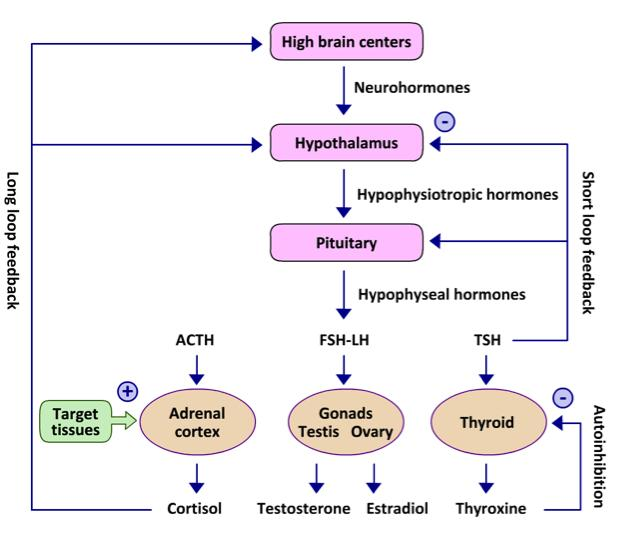 High brain centers
Neurohormones
-
Hypothalamus
Hypophysiotropic hormones
Pituitary
Hypophyseal hormones
Long loop feedback
Short loop feedback
ACTH
FSH-LH
TSH
+
-
Target
tissues
Adrenal
cortex
Gonads
Testis Ovary
Thyroid
Autoinhibition
Cortisol
Testosterone
Estradiol
Thyroxine